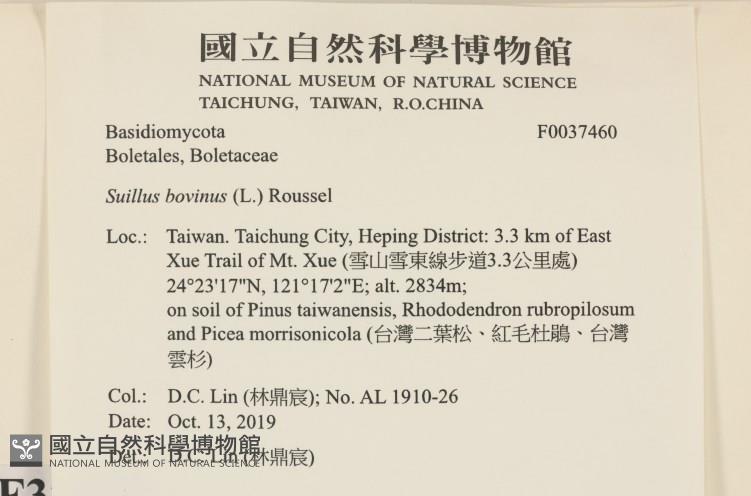 國立自然科學博物館
NATIONAL MUSEUM OF NATURAL SCIENCE
TAICHUNG, TAIWAN, R.O.CHINA
Basidiomycota F0037460
Boletales, Boletaceae
Suillus bovinus (L.) Roussel
Loc.: Taiwan. Taichung City, Heping District: 3.3 km of East
Xue Trail of Mt. Xue (雪山雪東線步道3.3公里處)
24°23'17"N, 121°17'2"E; alt. 2834m;
on soil of Pinus taiwanensis, Rhododendron rubropilosum
and Picea morrisonicola (台灣二葉松、紅毛杜鵑、台灣
雲杉)
Col.: D.C. Lin (林鼎宸); No. AL 1910-26
Date: Oct. 13, 2019
Det.: D.C. Lin (林鼎宸)
國立自然科學博物館
NATIONAL MUSEUM OF NATURAL SCIENCE